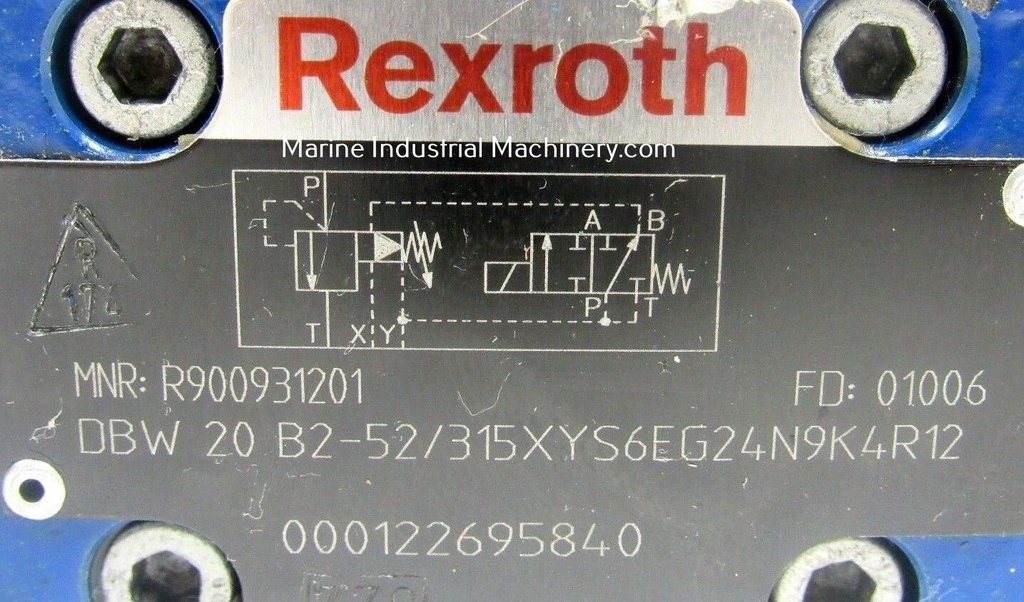 Rexroth
Marine Industrial Machinery.com
P
A B
P T
T X Y
MNR: R900931201 FD: 01006
DBW 20 B2-52/315XYS6EG24N9K4R12
000122695840